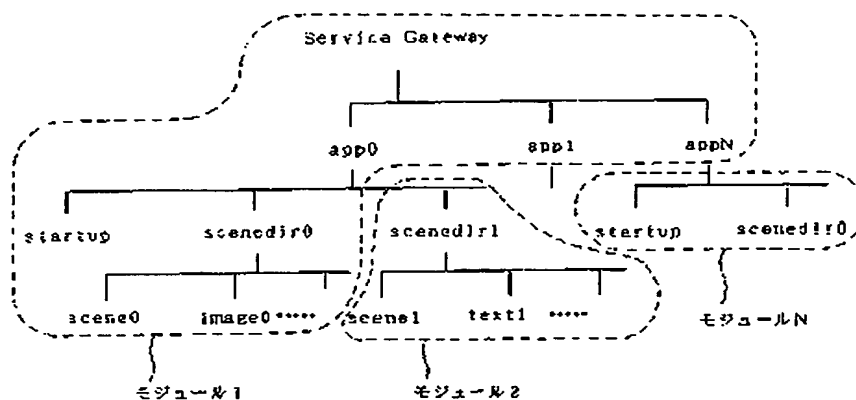 Service Gateway
app0 app1 appN
startup scenedir0 scenedir1 startup scenedir0
scene0 image0 ••••• scene1 text1 •••••
モジュールN
モジュール1 モジュール2